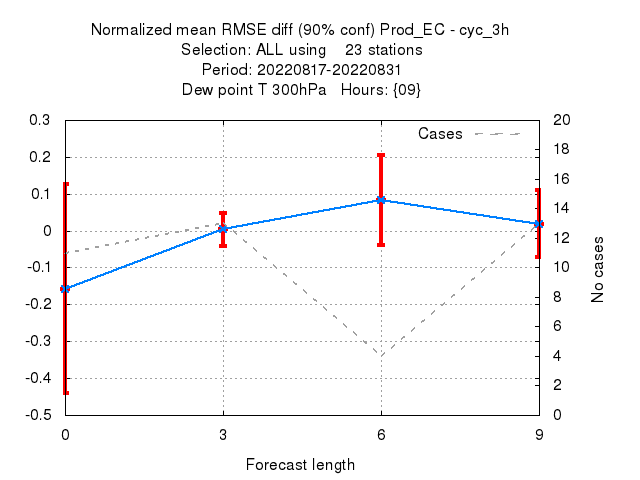 Normalized mean RMSE diff (90% conf) Prod_EC - cyc_3h
Selection: ALL using    23 stations
Period: 20220817-20220831
Dew point T 300hPa   Hours: {09}
Cases
0.3
0.2
0.1
0
-0.1
-0.2
-0.3
-0.4
-0.5
20
18
16
14
12
10
8
6
4
2
0
No cases
0 3 6 9
Forecast length